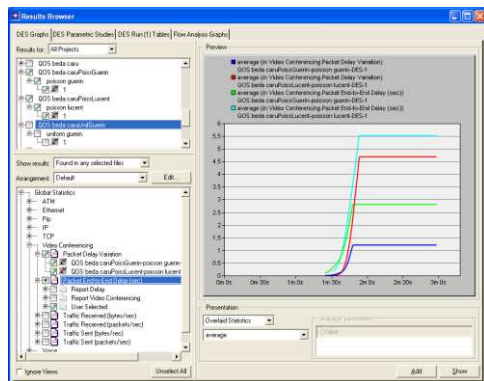 Results Browser
DES Graphs DES Parametric Studies DES Run (1) Tables Flow Analysis Graphs
Results for: All Projects
QOS beda caru
QOS beda caruPoissGuerin
poisson guerin
1
QOS beda caruPoissLucent
poisson lucent
1
QOS beda caruUnifGuerin
uniform guerin
1
Show results: Found in any selected files
Arrangement: Default Edit...
Global Statistics
ATM
Ethernet
Ftp
IP
TCP
Video Conferencing
Packet Delay Variation
QOS beda caruPoissGuerin-poisson guerin-
QOS beda caruPoissLucent-poisson lucent
Packet End-to-End Delay (sec)
Report Delay
Report Video Conferencing
User Selected
Traffic Received (bytes/sec)
Traffic Received (packets/sec)
Traffic Sent (bytes/sec)
Traffic Sent (packets/sec)
Voice
Ignore Views Unselect All
Preview
average (in Video Conferencing.Packet Delay Variation)
QOS beda caruPoissGuerin-poisson guerin-DES-1
average (in Video Conferencing.Packet Delay Variation)
QOS beda caruPoissLucent-poisson lucent-DES-1
average (in Video Conferencing.Packet End-to-End Delay (sec))
QOS beda caruPoissGuerin-poisson guerin-DES-1
average (in Video Conferencing.Packet End-to-End Delay (sec))
QOS beda caruPoissLucent-poisson lucent-DES-1
6
5.5
5
4.5
4
3.5
3
2.5
2
1.5
1
0.5
0
0m 0s 0m 30s 1m 0s 1m 30s 2m 0s 2m 30s 3m 0s
Presentation
Overlaid Statistics
average
average parameters
Value
Add Show